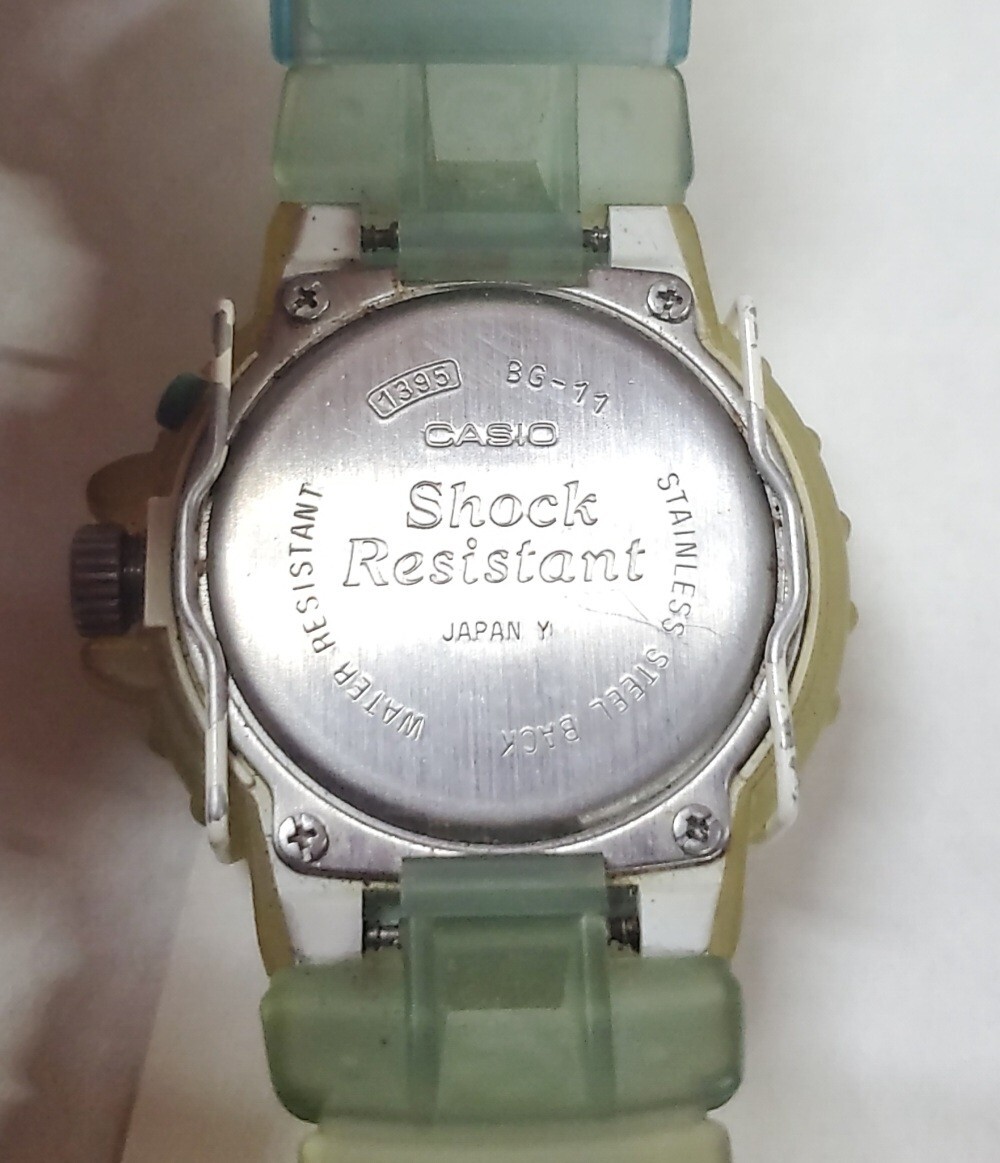 1395 BG-11
CASIO
Shock
Resistant
JAPAN Y
WATER RESISTANT
STAINLESS STEEL BACK